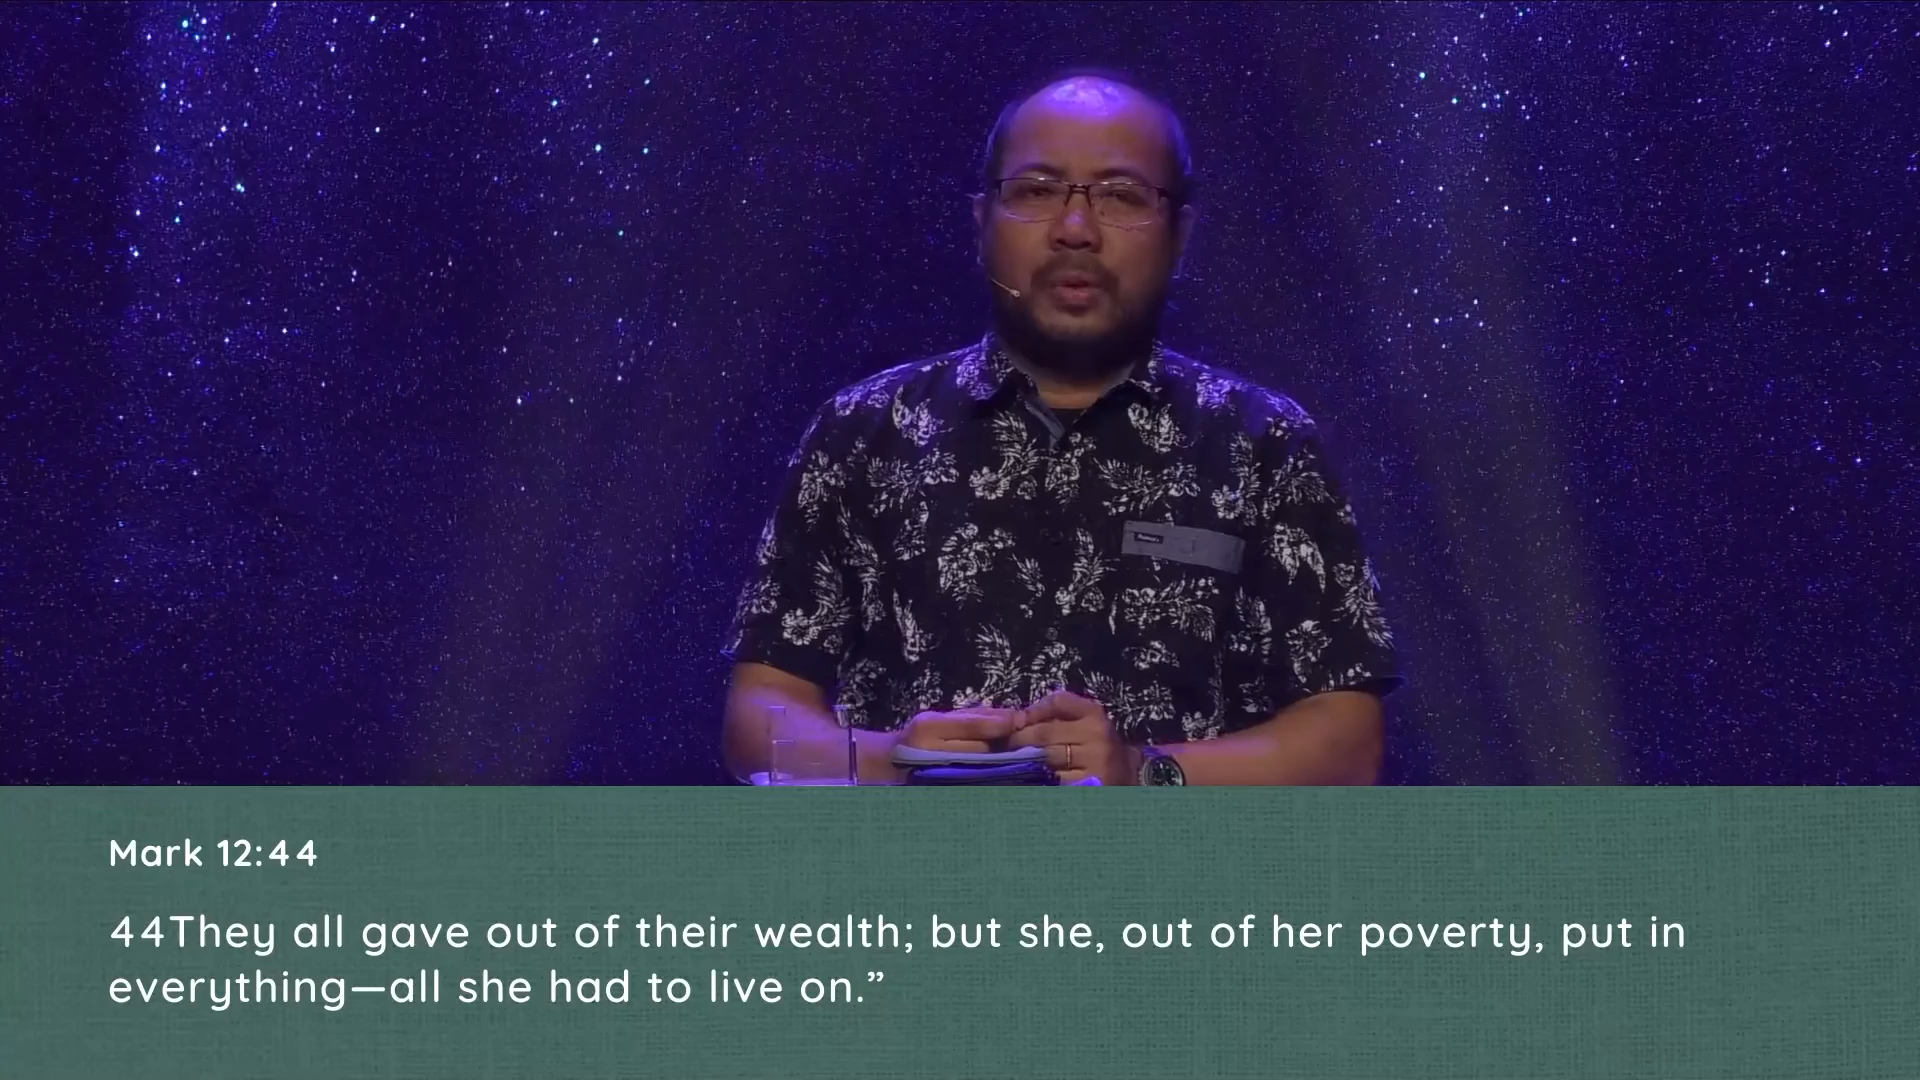 Mark 12:44
44They all gave out of their wealth; but she, out of her poverty, put in
everything—all she had to live on.”